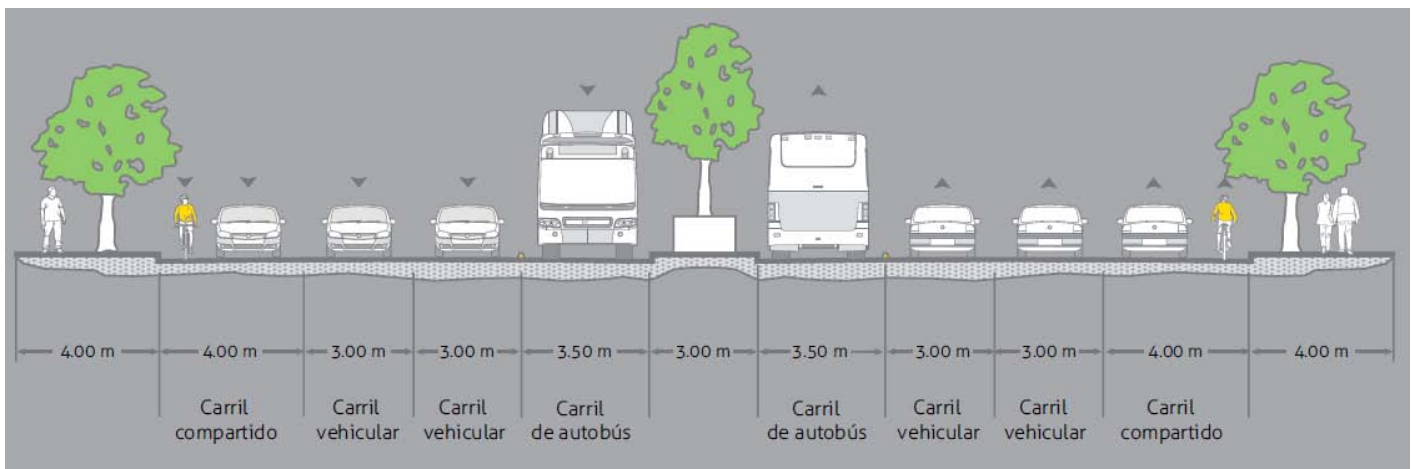 4.00 m 4.00 m 3.00 m 3.00 m 3.50 m 3.00 m 3.50 m 3.00 m 3.00 m 4.00 m 4.00 m
Carril Carril Carril Carril Carril Carril Carril Carril
compartido vehicular vehicular de autobús de autobús vehicular vehicular compartido